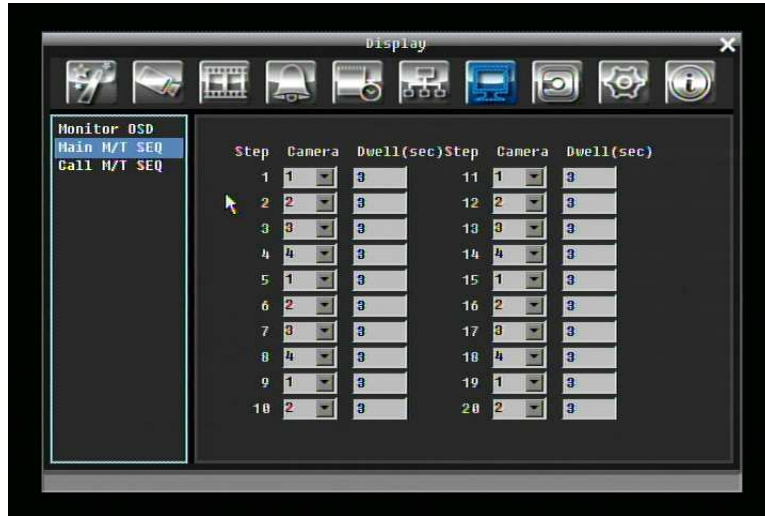 Display
Monitor OSD
Main M/T SEQ
Call M/T SEQ
Step Camera Dwell(sec) Step Camera Dwell(sec)
1 1 3 11 1 3
2 2 3 12 2 3
3 3 3 13 3 3
4 4 3 14 4 3
5 1 3 15 1 3
6 2 3 16 2 3
7 3 3 17 3 3
8 4 3 18 4 3
9 1 3 19 1 3
10 2 3 20 2 3